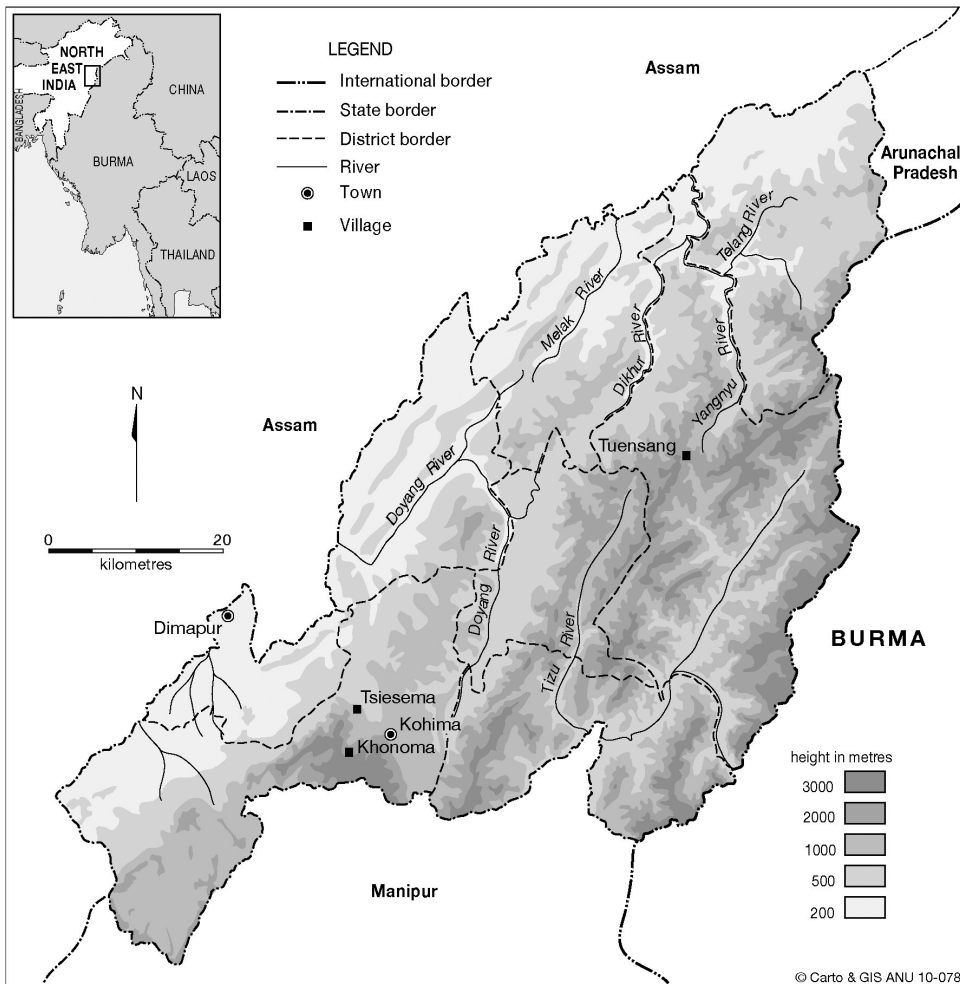 NORTH
EAST
INDIA
CHINA
BANGLADESH
BURMA
LAOS
THAILAND
LEGEND
International border
State border
District border
River
Town
Village
Assam
Arunachal
Pradesh
Telang River
Melak River
Dikhur River
Yangnyu River
N
Assam
Tuensang
Doyang River
0 20
kilometres
Doyang River
Dimapur
Tizu River
BURMA
Tsiesema
Kohima
Khonoma
height in metres
3000
2000
1000
500
200
Manipur
© Carto & GIS ANU 10-078